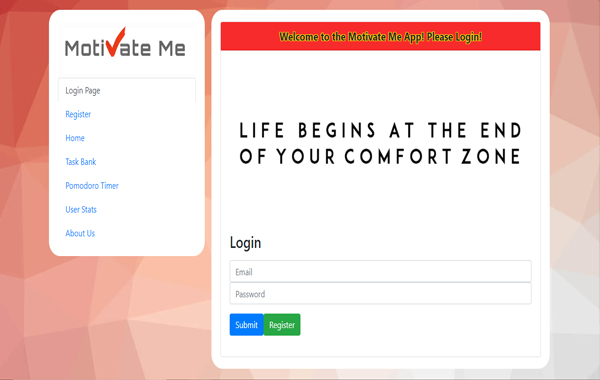 Motivate Me
Login Page
Register
Home
Task Bank
Pomodoro Timer
User Stats
About Us
Welcome to the Motivate Me App! Please Login!
LIFE BEGINS AT THE END
OF YOUR COMFORT ZONE
Login
Email
Password
Submit Register